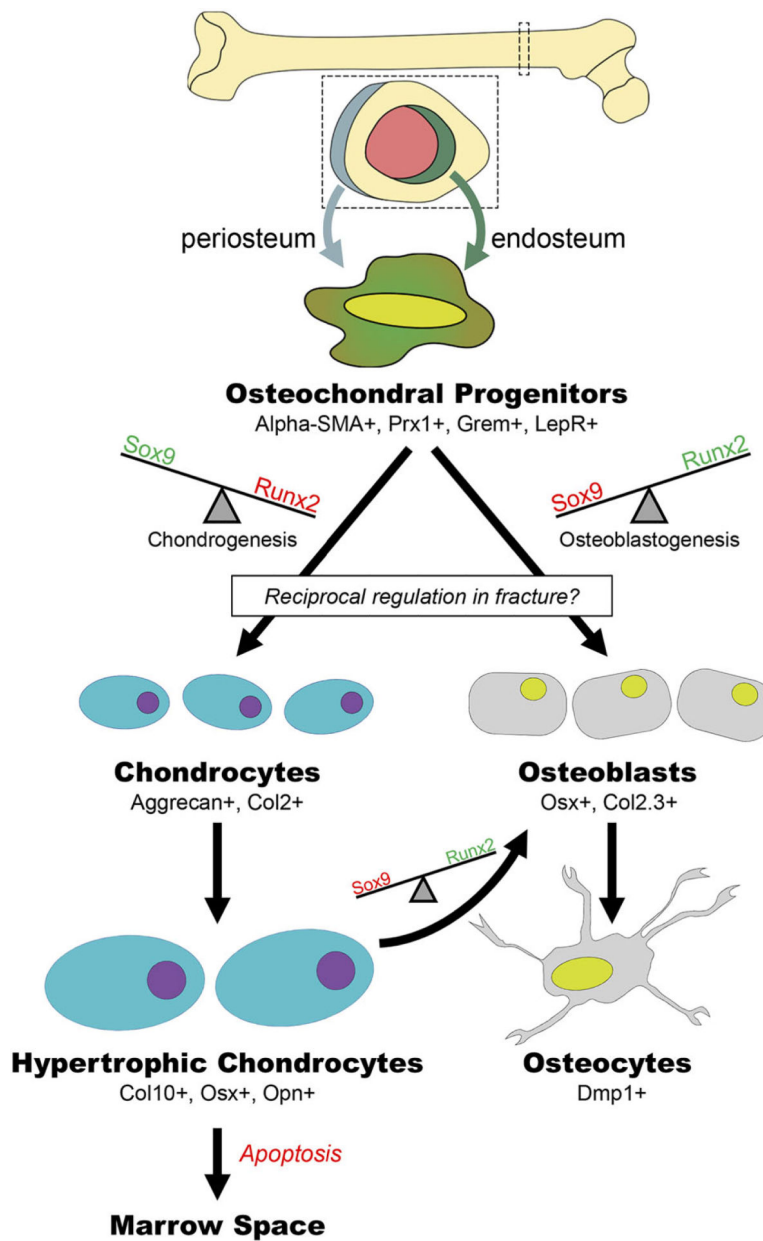 periosteum
endosteum
Osteochondral Progenitors
Alpha-SMA+, Prx1+, Grem+, LepR+
Sox9
Runx2
Chondrogenesis
Sox9
Runx2
Osteoblastogenesis
Reciprocal regulation in fracture?
Chondrocytes
Aggrecan+, Col2+
Osteoblasts
Osx+, Col2.3+
Sox9
Runx2
Hypertrophic Chondrocytes
Col10+, Osx+, Opn+
Osteocytes
Dmp1+
Apoptosis
Marrow Space